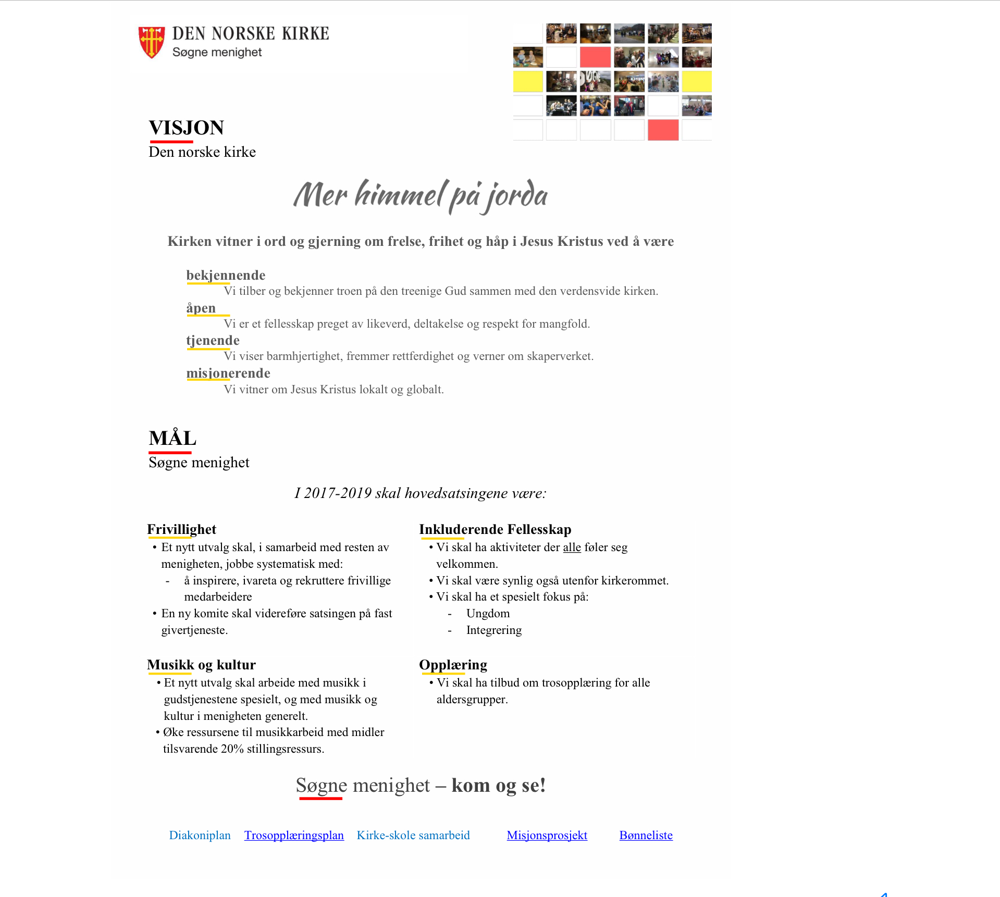 DEN NORSKE KIRKE
Søgne menighet
VISJON
Den norske kirke
Mer himmel på jorda
Kirken vitner i ord og gjerning om frelse, frihet og håp i Jesus Kristus ved å være
bekjennende
Vi tilber og bekjenner troen på den treenige Gud sammen med den verdensvide kirken.
åpen
Vi er et fellesskap preget av likeverd, deltakelse og respekt for mangfold.
tjenende
Vi viser barmhjertighet, fremmer rettferdighet og verner om skaperverket.
misjonerende
Vi vitner om Jesus Kristus lokalt og globalt.
MÅL
Søgne menighet
I 2017-2019 skal hovedsatsingene være:
Frivillighet
• Et nytt utvalg skal, i samarbeid med resten av
menigheten, jobbe systematisk med:
- å inspirere, ivareta og rekruttere frivillige
medarbeidere
• En ny komite skal videreføre satsingen på fast
givertjeneste.
Inkluderende Fellesskap
• Vi skal ha aktiviteter der alle føler seg
velkommen.
• Vi skal være synlig også utenfor kirkerommet.
• Vi skal ha et spesielt fokus på:
- Ungdom
- Integrering
Musikk og kultur
• Et nytt utvalg skal arbeide med musikk i
gudstjenestene spesielt, og med musikk og
kultur i menigheten generelt.
• Øke ressursene til musikkarbeid med midler
tilsvarende 20% stillingsressurs.
Opplæring
• Vi skal ha tilbud om trosopplæring for alle
aldersgrupper.
Søgne menighet – kom og se!
Diakoniplan Trosopplæringsplan Kirke-skole samarbeid Misjonsprosjekt Bønneliste